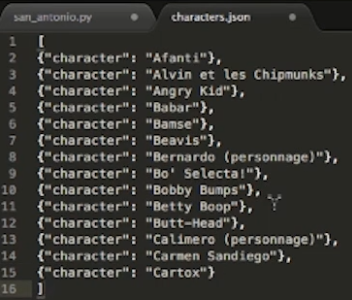 san_antonio.py
characters.json
1 [
2 {"character": "Afanti"},
3 {"character": "Alvin et les Chipmunks"},
4 {"character": "Angry Kid"},
5 {"character": "Babar"},
6 {"character": "Bamse"},
7 {"character": "Beavis"},
8 {"character": "Bernardo (personnage)"},
9 {"character": "Bo' Selecta!"},
10 {"character": "Bobby Bumps"},
11 {"character": "Betty Boop"},
12 {"character": "Butt-Head"},
13 {"character": "Calimero (personnage)"},
14 {"character": "Carmen Sandiego"},
15 {"character": "Cartox"}
16 ]